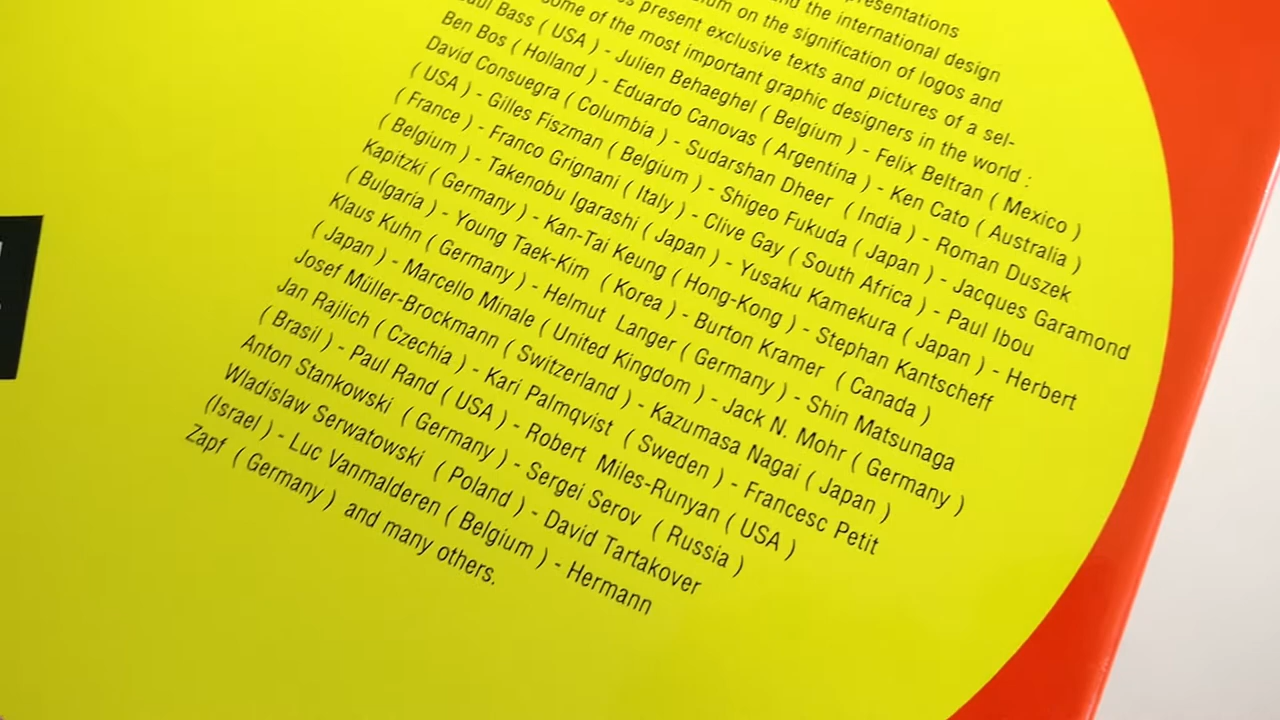 the international design
on the signification of logos and
present exclusive texts and pictures of a sel-
of the most important graphic designers in the world :
Bass ( USA ) - Julien Behaeghel ( Belgium ) - Felix Beltran ( Mexico )
Ben Bos ( Holland ) - Eduardo Canovas ( Argentina ) - Ken Cato ( Australia )
David Consuegra ( Columbia ) - Sudarshan Dheer ( India ) - Roman Duszek
( USA ) - Gilles Fiszman ( Belgium ) - Shigeo Fukuda ( Japan ) - Jacques Garamond
( France ) - Franco Grignani ( Italy ) - Clive Gay ( South Africa ) - Paul Ibou
( Belgium ) - Takenobu Igarashi ( Japan ) - Yusaku Kamekura ( Japan ) - Herbert
Kapitzki ( Germany ) - Kan-Tai Keung ( Hong-Kong ) - Stephan Kantscheff
( Bulgaria ) - Young Taek-Kim ( Korea ) - Burton Kramer ( Canada )
Klaus Kuhn ( Germany ) - Helmut Langer ( Germany ) - Shin Matsunaga
( Japan ) - Marcello Minale ( United Kingdom ) - Jack N. Mohr ( Germany )
Josef Müller-Brockmann ( Switzerland ) - Kazumasa Nagai ( Japan )
Jan Rajlich ( Czechia ) - Kari Palmqvist ( Sweden ) - Francesc Petit
( Brasil ) - Paul Rand ( USA ) - Robert Miles-Runyan ( USA )
Anton Stankowski ( Germany ) - Sergei Serov ( Russia )
Wladislaw Serwatowski ( Poland ) - David Tartakover
(Israel ) - Luc Vanmalderen ( Belgium ) - Hermann
Zapf ( Germany ) and many others.